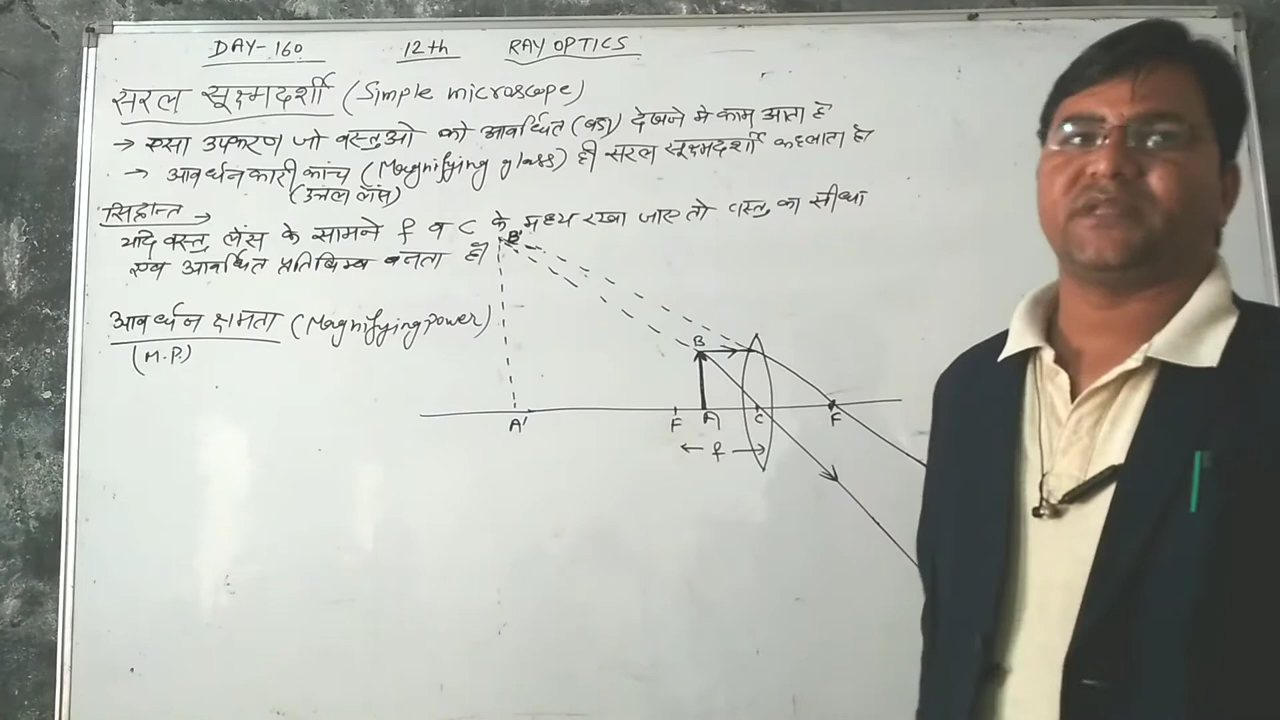 DAY-160 12th RAY OPTICS
सरल सूक्ष्मदर्शी (Simple microscope)
→ एसा उपकरण जो वस्तुओ को आवर्धित (बडा) देखने मे काम आता है
→ आवर्धनकारी कांच (Magnifying glass) ही सरल सूक्ष्मदर्शी कहलाता है
(उत्तल लेंस)
सिद्धान्त →
यदि वस्तु लेंस के सामने f व C के मध्य रखा जाए तो वस्तु का सीधा
एवं आवर्धित प्रतिबिम्ब बनता है
आवर्धन क्षमता (Magnifying power)
(M.P.)
B'
B
A' F A C F
← f →